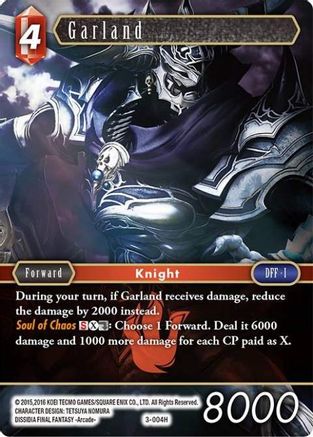 4 Garland
Forward Knight DFF·I
During your turn, if Garland receives damage, reduce
the damage by 2000 instead.
Soul of Chaos S X: Choose 1 Forward. Deal it 6000
damage and 1000 more damage for each CP paid as X.
© 2015,2016 KOEI TECMO GAMES/SQUARE ENIX CO., LTD. All Rights Reserved.
CHARACTER DESIGN: TETSUYA NOMURA
DISSIDIA FINAL FANTASY -Arcade-
3-004H
8000